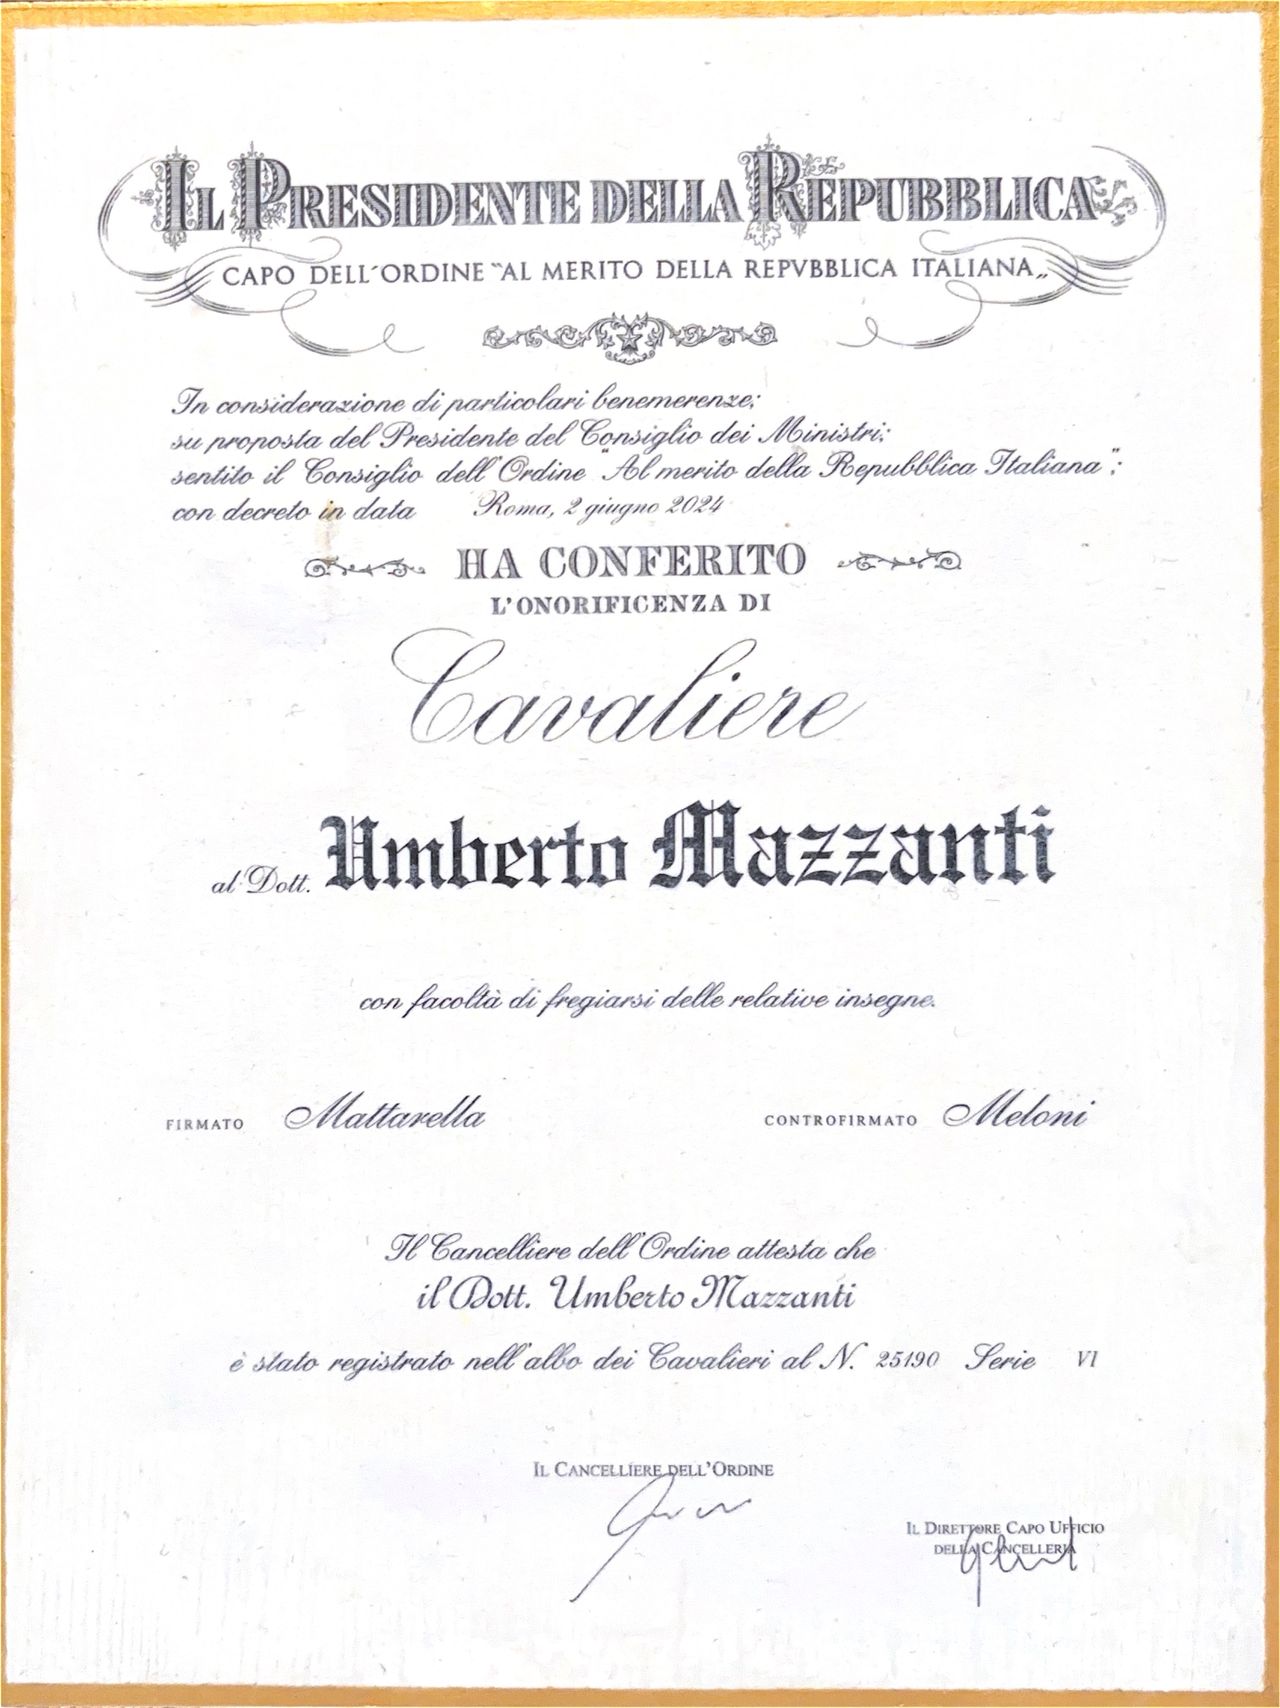 IL PRESIDENTE DELLA REPUBBLICA
CAPO DELL'ORDINE "AL MERITO DELLA REPVBBLICA ITALIANA„
In considerazione di particolari benemerenze;
su proposta del Presidente del Consiglio dei Ministri;
sentito il Consiglio dell'Ordine "Al merito della Repubblica Italiana";
con decreto in data Roma, 2 giugno 2024
HA CONFERITO
L'ONORIFICENZA DI
Cavaliere
al Dott. Umberto Mazzanti
con facoltà di fregiarsi delle relative insegne.
FIRMATO Mattarella CONTROFIRMATO Meloni
Il Cancelliere dell'Ordine attesta che
il Dott. Umberto Mazzanti
è stato registrato nell'albo dei Cavalieri al N. 25190 Serie VI
IL CANCELLIERE DELL'ORDINE
IL DIRETTORE CAPO UFFICIO
DELLA CANCELLERIA